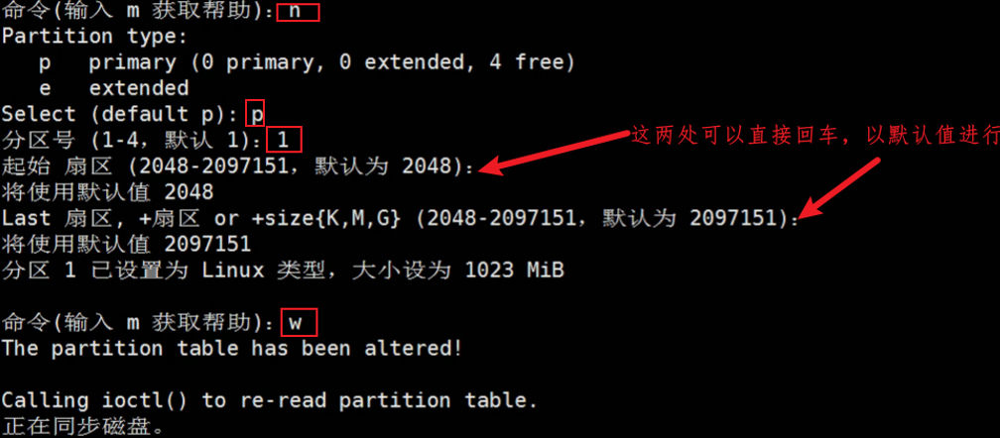 命令(输入 m 获取帮助)：n
Partition type:
   p   primary (0 primary, 0 extended, 4 free)
   e   extended
Select (default p): p
分区号 (1-4，默认 1)：1
起始 扇区 (2048-2097151，默认为 2048)：
这两处可以直接回车，以默认值进行
将使用默认值 2048
Last 扇区, +扇区 or +size{K,M,G} (2048-2097151，默认为 2097151)：
将使用默认值 2097151
分区 1 已设置为 Linux 类型，大小设为 1023 MiB
命令(输入 m 获取帮助)：w
The partition table has been altered!
Calling ioctl() to re-read partition table.
正在同步磁盘。